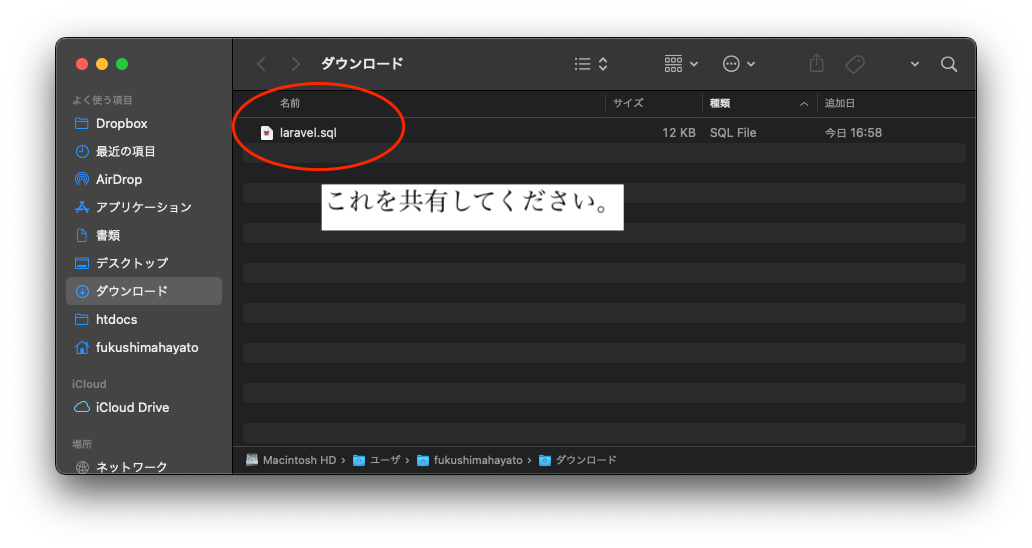 ダウンロード
よく使う項目
Dropbox
最近の項目
AirDrop
アプリケーション
書類
デスクトップ
ダウンロード
htdocs
fukushimahayato
iCloud
iCloud Drive
場所
ネットワーク
名前 サイズ 種類 追加日
laravel.sql 12 KB SQL File 今日 16:58
これを共有してください。
Macintosh HD › ユーザ › fukushimahayato › ダウンロード